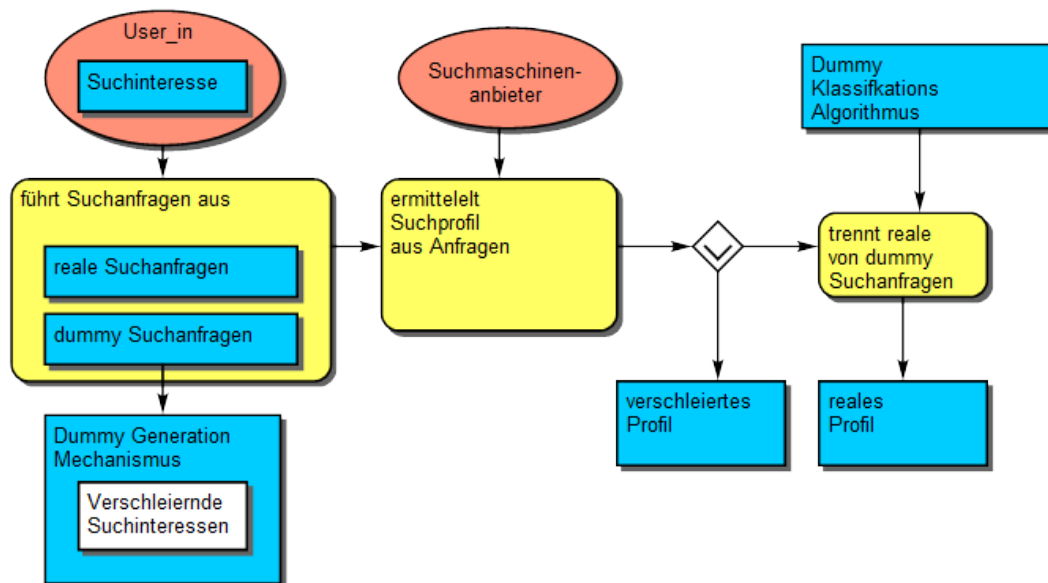 User_in
Suchinteresse
führt Suchanfragen aus
reale Suchanfragen
dummy Suchanfragen
Dummy Generation
Mechanismus
Verschleiernde
Suchinteressen
Suchmaschinen-
anbieter
ermittelelt
Suchprofil
aus Anfragen
verschleiertes
Profil
Dummy
Klassifkations
Algorithmus
trennt reale
von dummy
Suchanfragen
reales
Profil